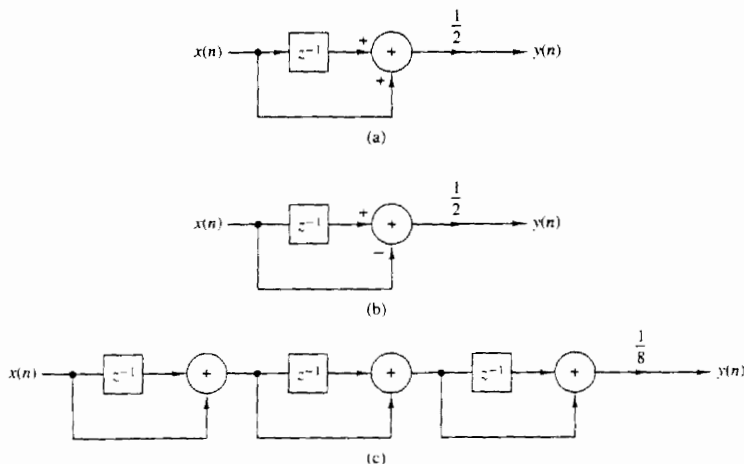 x(n) z⁻¹ + + + 1/2 y(n)
(a)
x(n) z⁻¹ + + − 1/2 y(n)
(b)
x(n) z⁻¹ + z⁻¹ + z⁻¹ + 1/8 y(n)
(c)